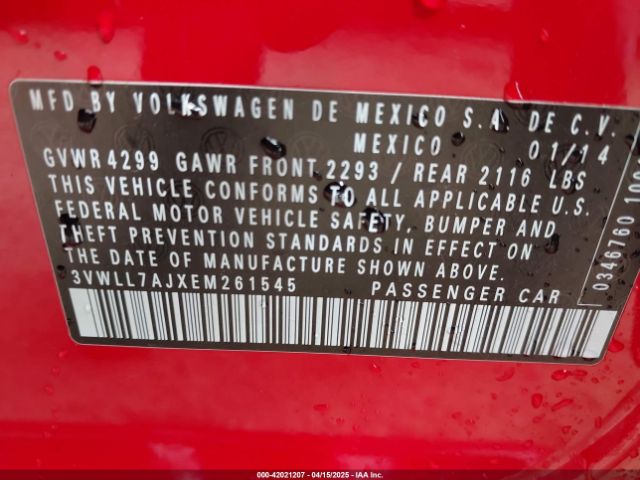 MFD BY VOLKSWAGEN DE MEXICO S.A. DE C.V.
MEXICO 01/14
GVWR 4299 GAWR FRONT 2293 / REAR 2116 LBS
THIS VEHICLE CONFORMS TO ALL APPLICABLE U.S.
FEDERAL MOTOR VEHICLE SAFETY, BUMPER AND
THEFT PREVENTION STANDARDS IN EFFECT ON
THE DATE OF MANUFACTURE SHOWN ABOVE.
3VWLL7AJXEM261545 PASSENGER CAR
0346760
000-42021207 - 04/15/2025 - IAAI.com